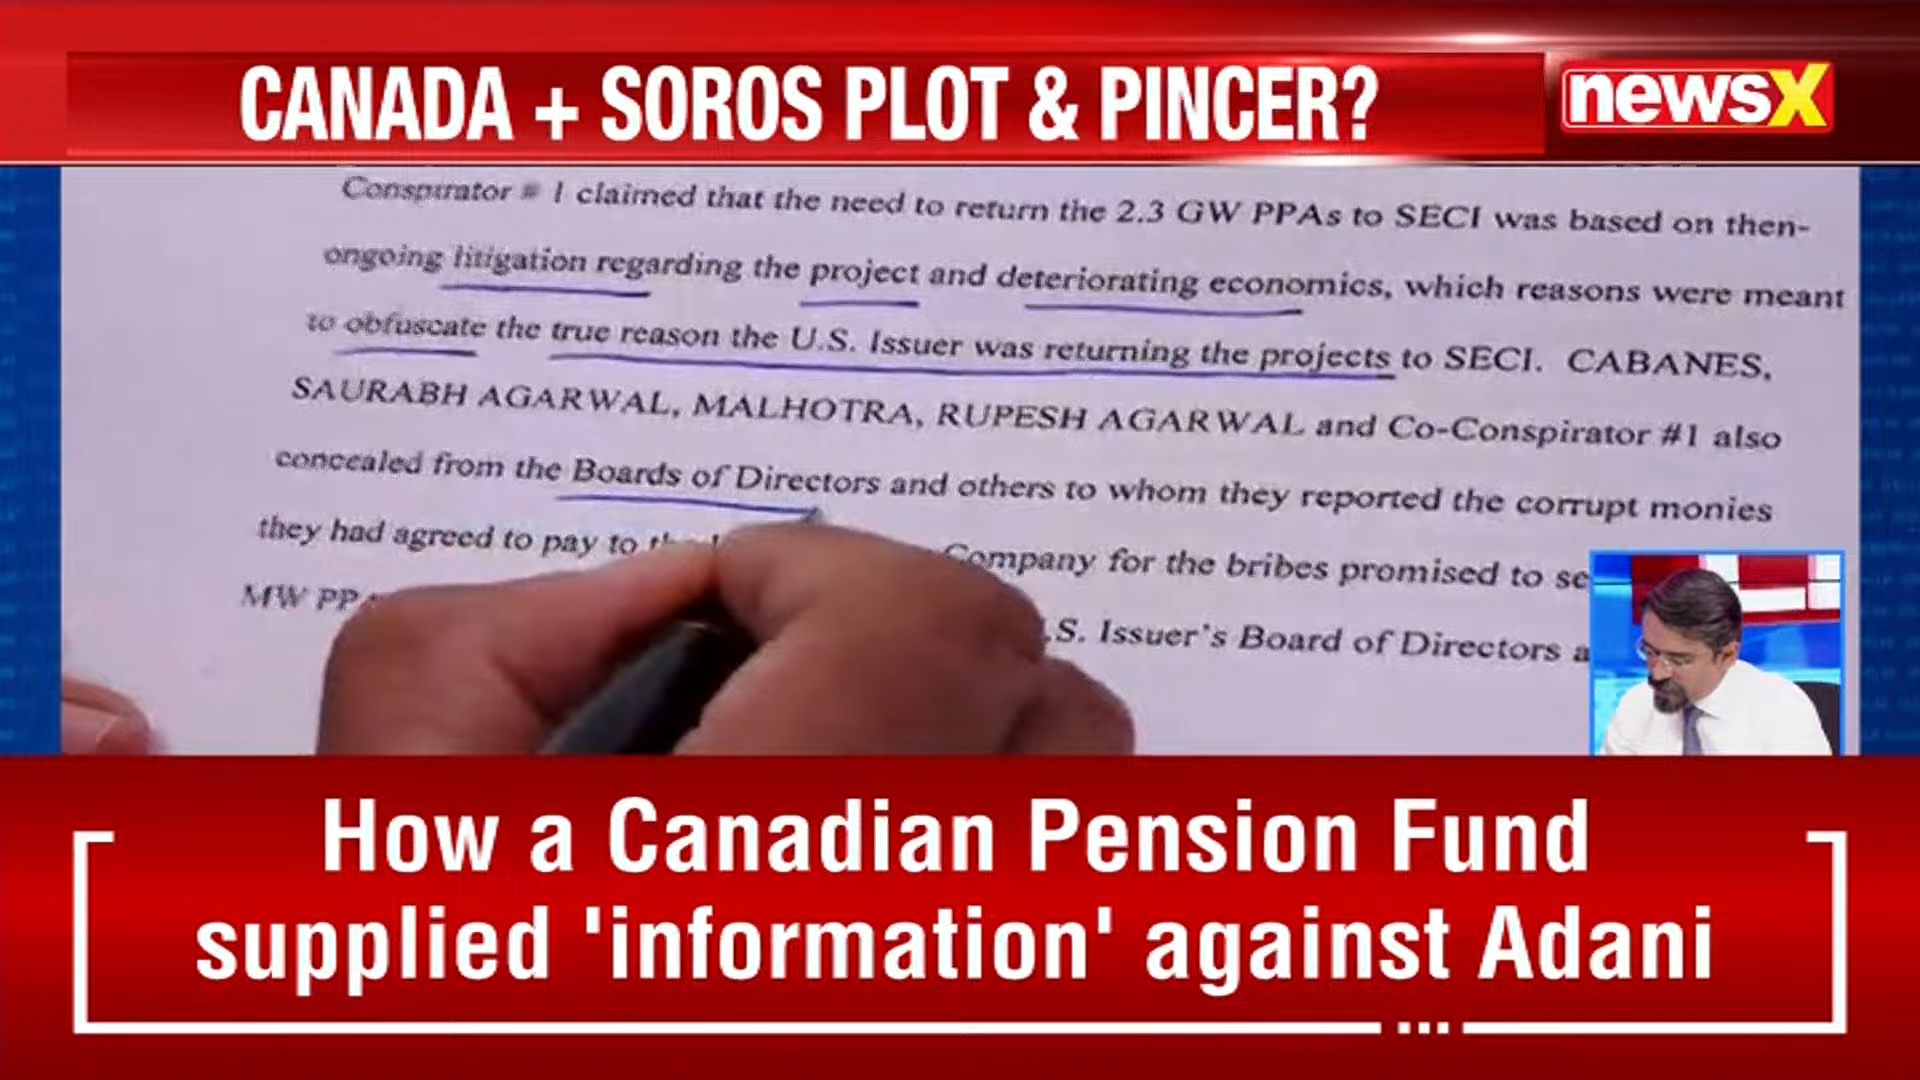 CANADA + SOROS PLOT & PINCER?
newsX
Conspirator # 1 claimed that the need to return the 2.3 GW PPAs to SECI was based on then-
ongoing litigation regarding the project and deteriorating economics, which reasons were meant
to obfuscate the true reason the U.S. Issuer was returning the projects to SECI. CABANES,
SAURABH AGARWAL, MALHOTRA, RUPESH AGARWAL and Co-Conspirator #1 also
concealed from the Boards of Directors and others to whom they reported the corrupt monies
they had agreed to pay to Company for the bribes promised to se
MW .S. Issuer's Board of Directors a
How a Canadian Pension Fund
supplied 'information' against Adani